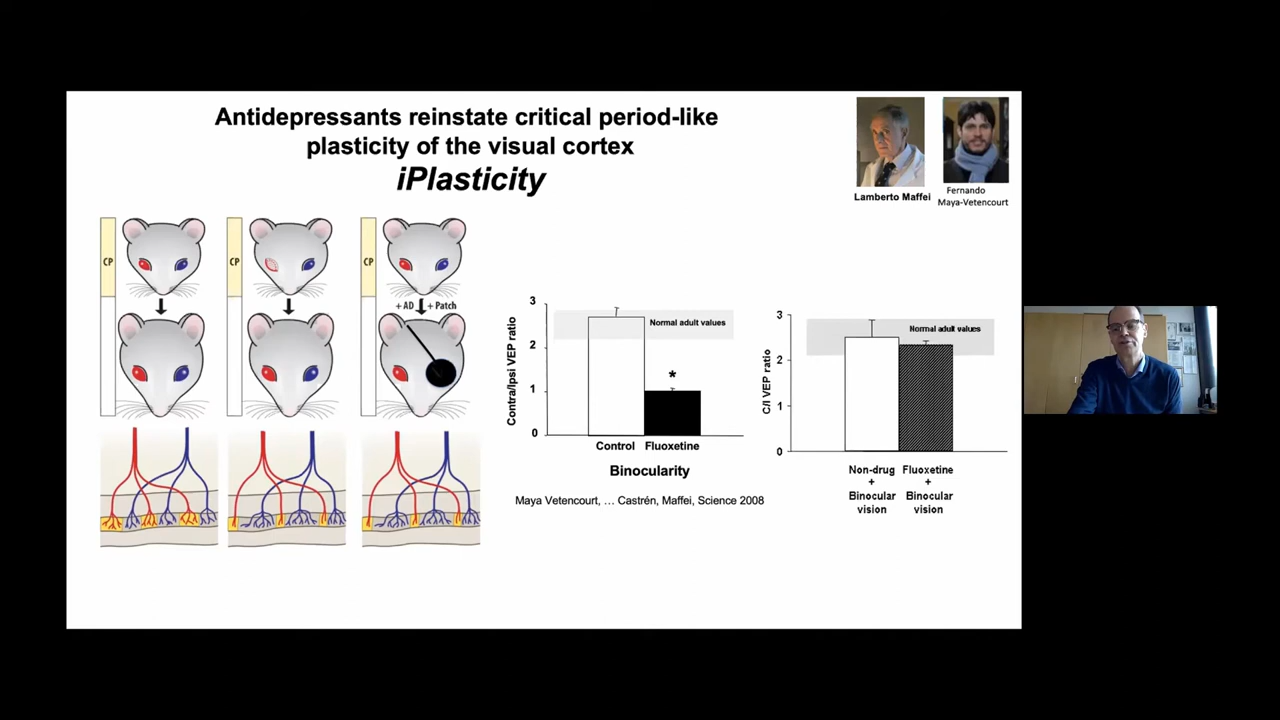 Antidepressants reinstate critical period-like
plasticity of the visual cortex
iPlasticity
Lamberto Maffei
Fernando
Maya-Vetencourt
CP
CP
CP
+ AD
+ Patch
3
2
1
0
Contra/Ipsi VEP ratio
Normal adult values
*
Control
Fluoxetine
Binocularity
Maya Vetencourt, ... Castrén, Maffei, Science 2008
3
2
1
0
C/I VEP ratio
Normal adult values
Non-drug
+
Binocular
vision
Fluoxetine
+
Binocular
vision